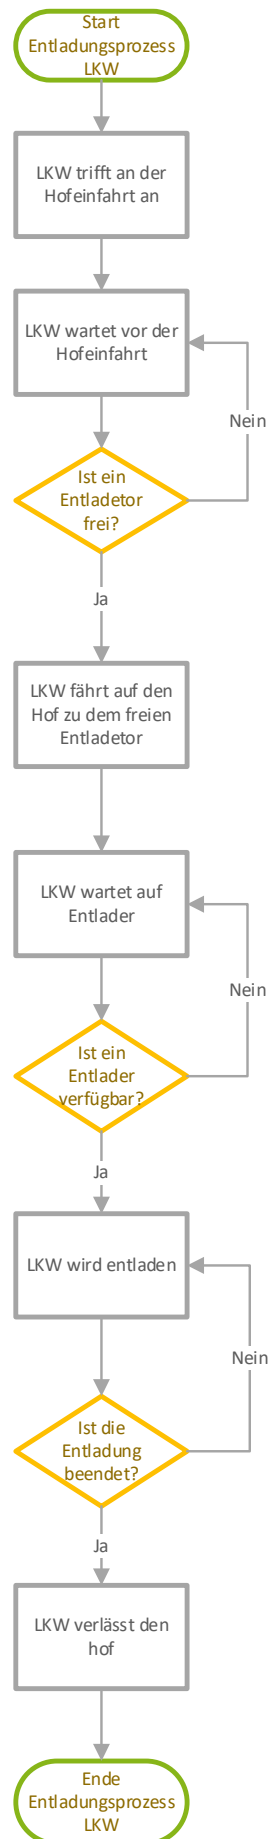 Start
Entladungsprozess
LKW
LKW trifft an der
Hofeinfahrt an
LKW wartet vor der
Hofeinfahrt
Nein
Ist ein
Entladetor
frei?
Ja
LKW fährt auf den
Hof zu dem freien
Entladetor
LKW wartet auf
Entlader
Nein
Ist ein
Entlader
verfügbar?
Ja
LKW wird entladen
Nein
Ist die
Entladung
beendet?
Ja
LKW verlässt den
hof
Ende
Entladungsprozess
LKW